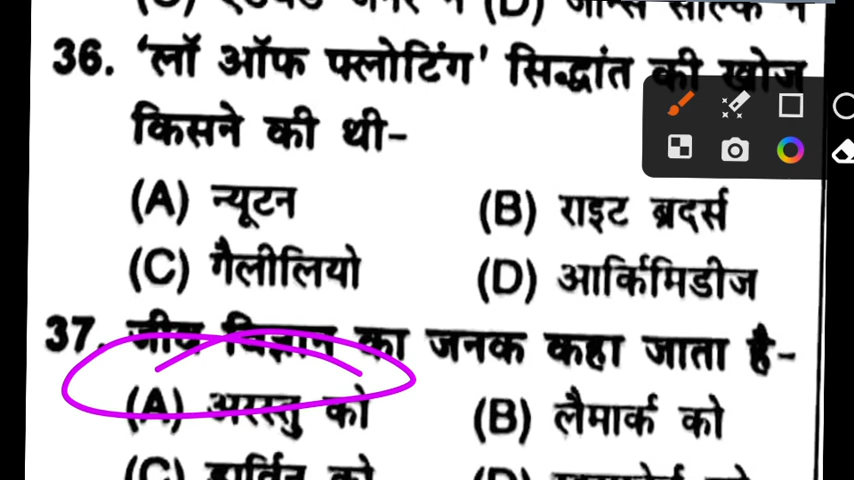 36. 'लॉ ऑफ फ्लोटिंग' सिद्धांत की खोज
किसने की थी-
(A) न्यूटन (B) राइट ब्रदर्स
(C) गैलीलियो (D) आर्किमिडीज
37. जीव विज्ञान का जनक कहा जाता है-
(A) अरस्तु को (B) लैमार्क को
(C) डार्विन को (D)